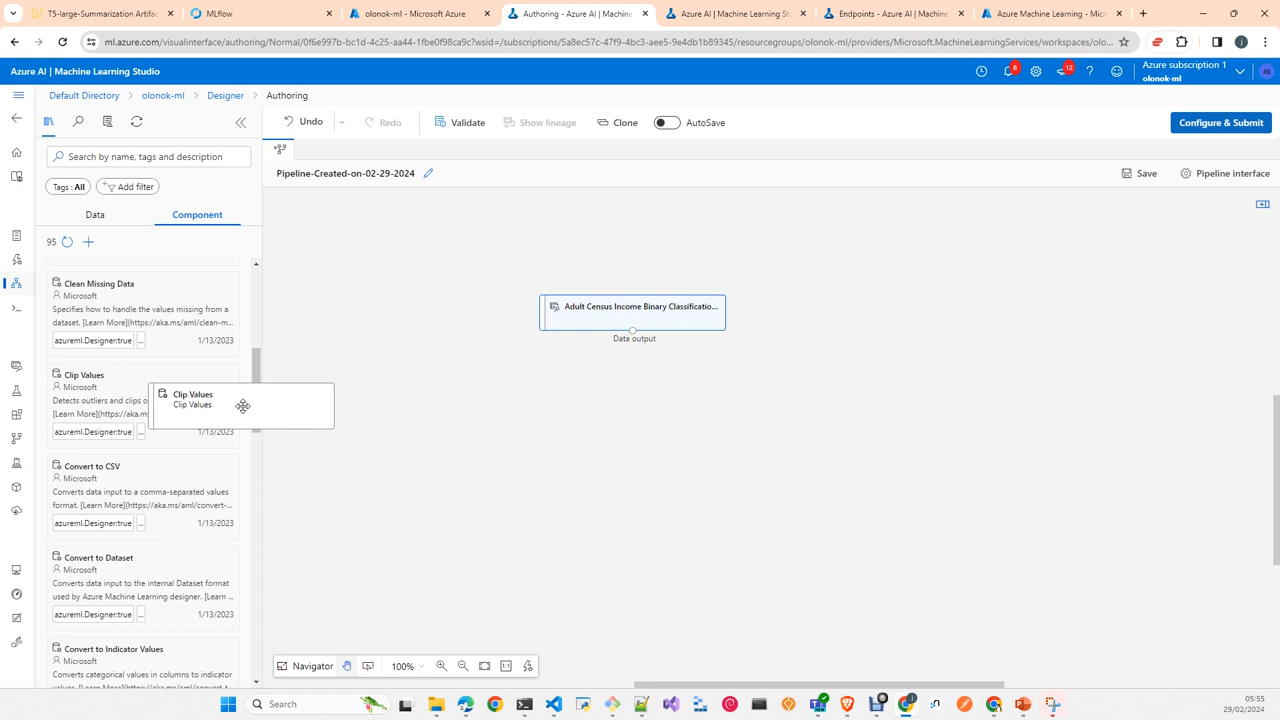 T5-large-Summarization Artifac
MLflow
olonok-ml - Microsoft Azure
Authoring - Azure AI | Machine
Azure AI | Machine Learning S
Endpoints - Azure AI | Machine
Azure Machine Learning - Micr
ml.azure.com/visualinterface/authoring/Normal/0f6e997b-bc1d-4c25-aa44-1fbe0f98ca9c?wsid=/subscriptions/5a8ec57c-47f9-4bc3-aee5-9e4db1b89345/resourcegroups/olonok-ml/providers/Microsoft.MachineLearningServices/workspaces/olo...
Azure AI | Machine Learning Studio
6
12
Azure subscription 1
olonok-ml
JG
Default Directory > olonok-ml > Designer > Authoring
Undo
Redo
Validate
Show lineage
Clone
AutoSave
Configure & Submit
Search by name, tags and description
Pipeline-Created-on-02-29-2024
Save
Pipeline interface
Tags : All
Add filter
Data
Component
95
Clean Missing Data
Microsoft
Specifies how to handle the values missing from a
dataset. [Learn More](https://aka.ms/aml/clean-m...
azureml.Designer:true
...
1/13/2023
Adult Census Income Binary Classificatio...
Data output
Clip Values
Microsoft
Detects outliers and clips o
[Learn More](https://aka.ms/
azureml.Designer:true
...
1/13/2023
Clip Values
Clip Values
Convert to CSV
Microsoft
Converts data input to a comma-separated values
format. [Learn More](https://aka.ms/aml/convert-...
azureml.Designer:true
...
1/13/2023
Convert to Dataset
Microsoft
Converts data input to the internal Dataset format
used by Azure Machine Learning designer. [Learn ...
azureml.Designer:true
...
1/13/2023
Convert to Indicator Values
Microsoft
Converts categorical values in columns to indicator
Navigator
100%
Search
05:55
29/02/2024